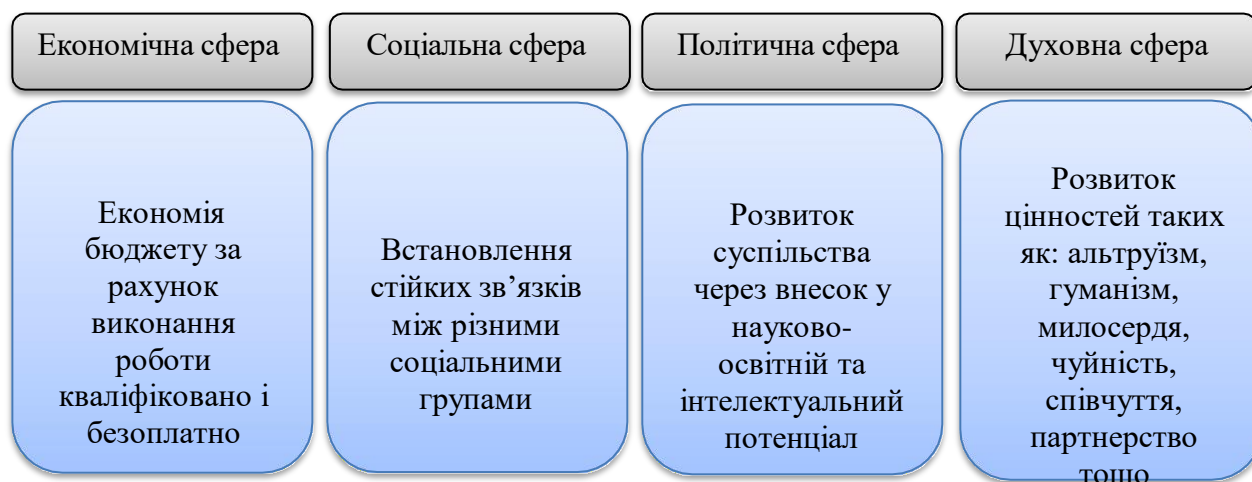 Економічна сфера
Соціальна сфера
Політична сфера
Духовна сфера
Економія
бюджету за
рахунок
виконання
роботи
кваліфіковано і
безоплатно
Встановлення
стійких зв’язків
між різними
соціальними
групами
Розвиток
суспільства
через внесок у
науково-
освітній та
інтелектуальний
потенціал
Розвиток
цінностей таких
як: альтруїзм,
гуманізм,
милосердя,
чуйність,
співчуття,
партнерство
тощо